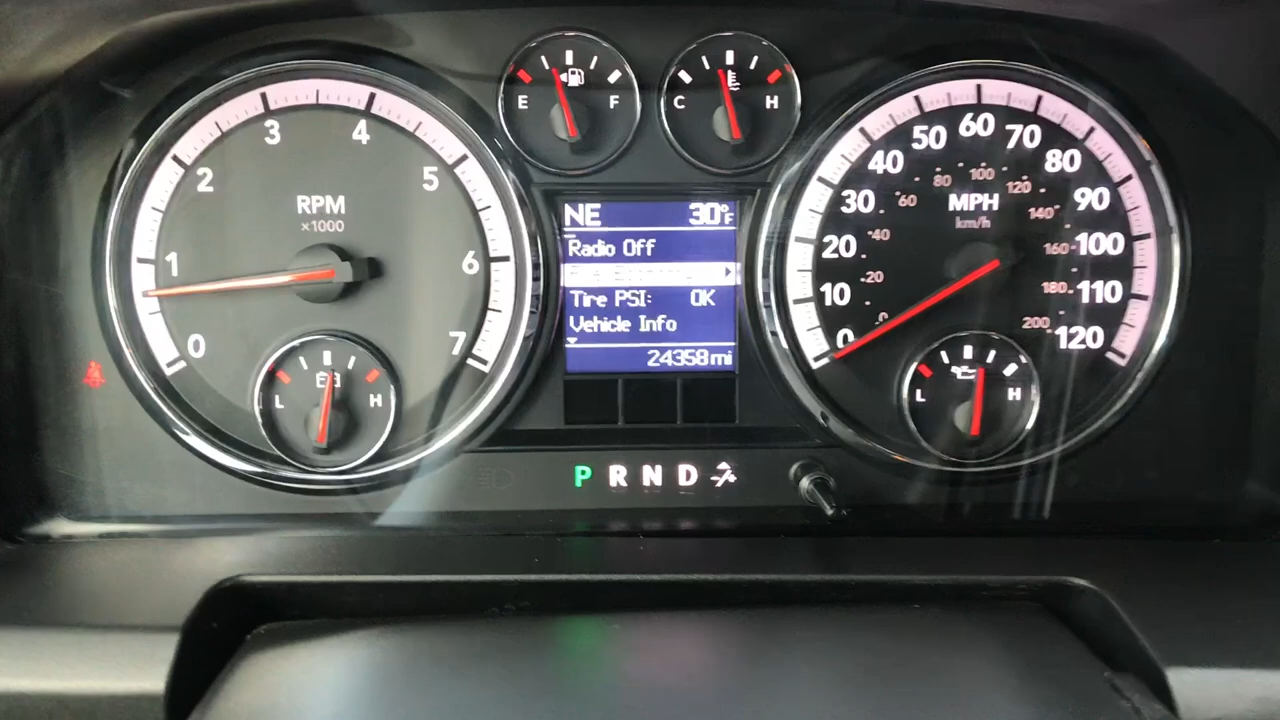 E F
C H
0 1 2 3 4 5 6 7
RPM
×1000
L H
NE 30°F
Radio Off
Tire PSI: OK
Vehicle Info
24358mi
0 10 20 30 40 50 60 70 80 90 100 110 120
MPH
km/h
0 20 40 60 80 100 120 140 160 180 200
L H
P R N D